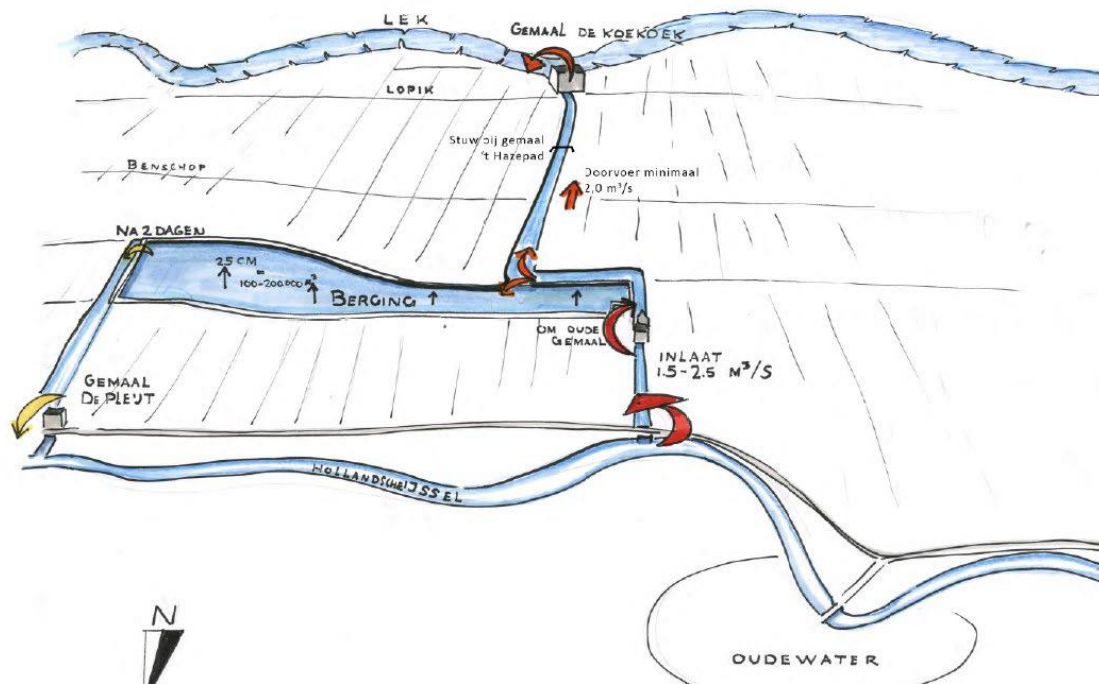 LEK
GEMAAL DE KOEKOEK
LOPIK
Stuw bij gemaal
't Hazepad
BENSCHOP
Doorvoer minimaal
2,0 m³/s
NA 2 DAGEN
25 CM
=
100-200.000 M³
BERGING
OM OUDE
GEMAAL
INLAAT
1.5-2.5 M³/S
GEMAAL
DE PLEIJT
HOLLANDSCHE IJSSEL
N
OUDEWATER